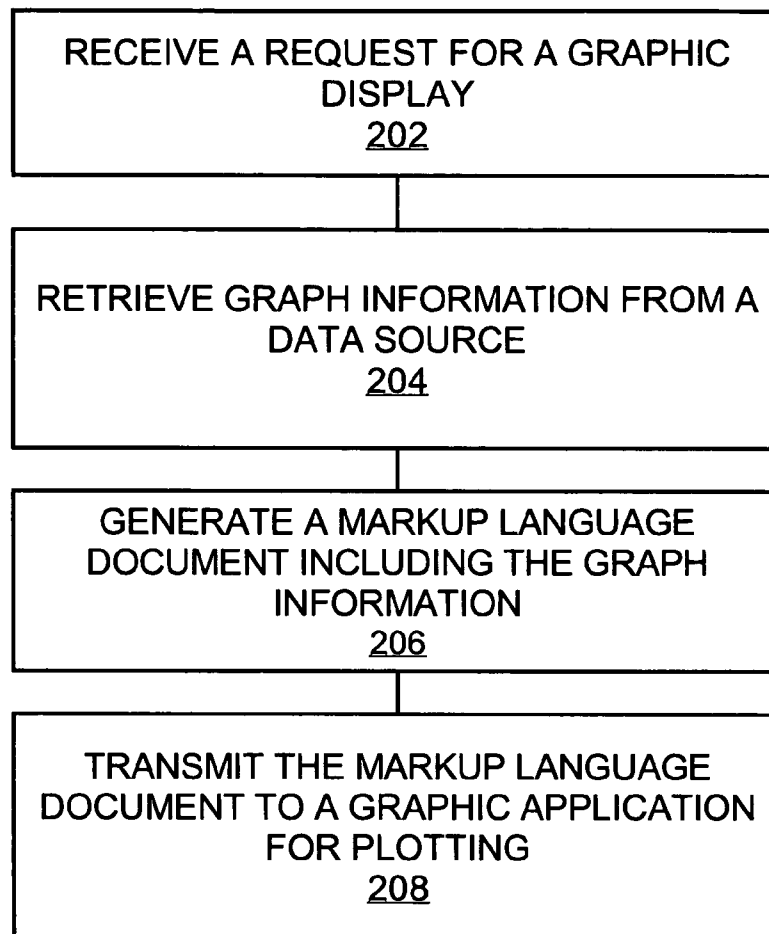 RECEIVE A REQUEST FOR A GRAPHIC
DISPLAY
202
RETRIEVE GRAPH INFORMATION FROM A
DATA SOURCE
204
GENERATE A MARKUP LANGUAGE
DOCUMENT INCLUDING THE GRAPH
INFORMATION
206
TRANSMIT THE MARKUP LANGUAGE
DOCUMENT TO A GRAPHIC APPLICATION
FOR PLOTTING
208